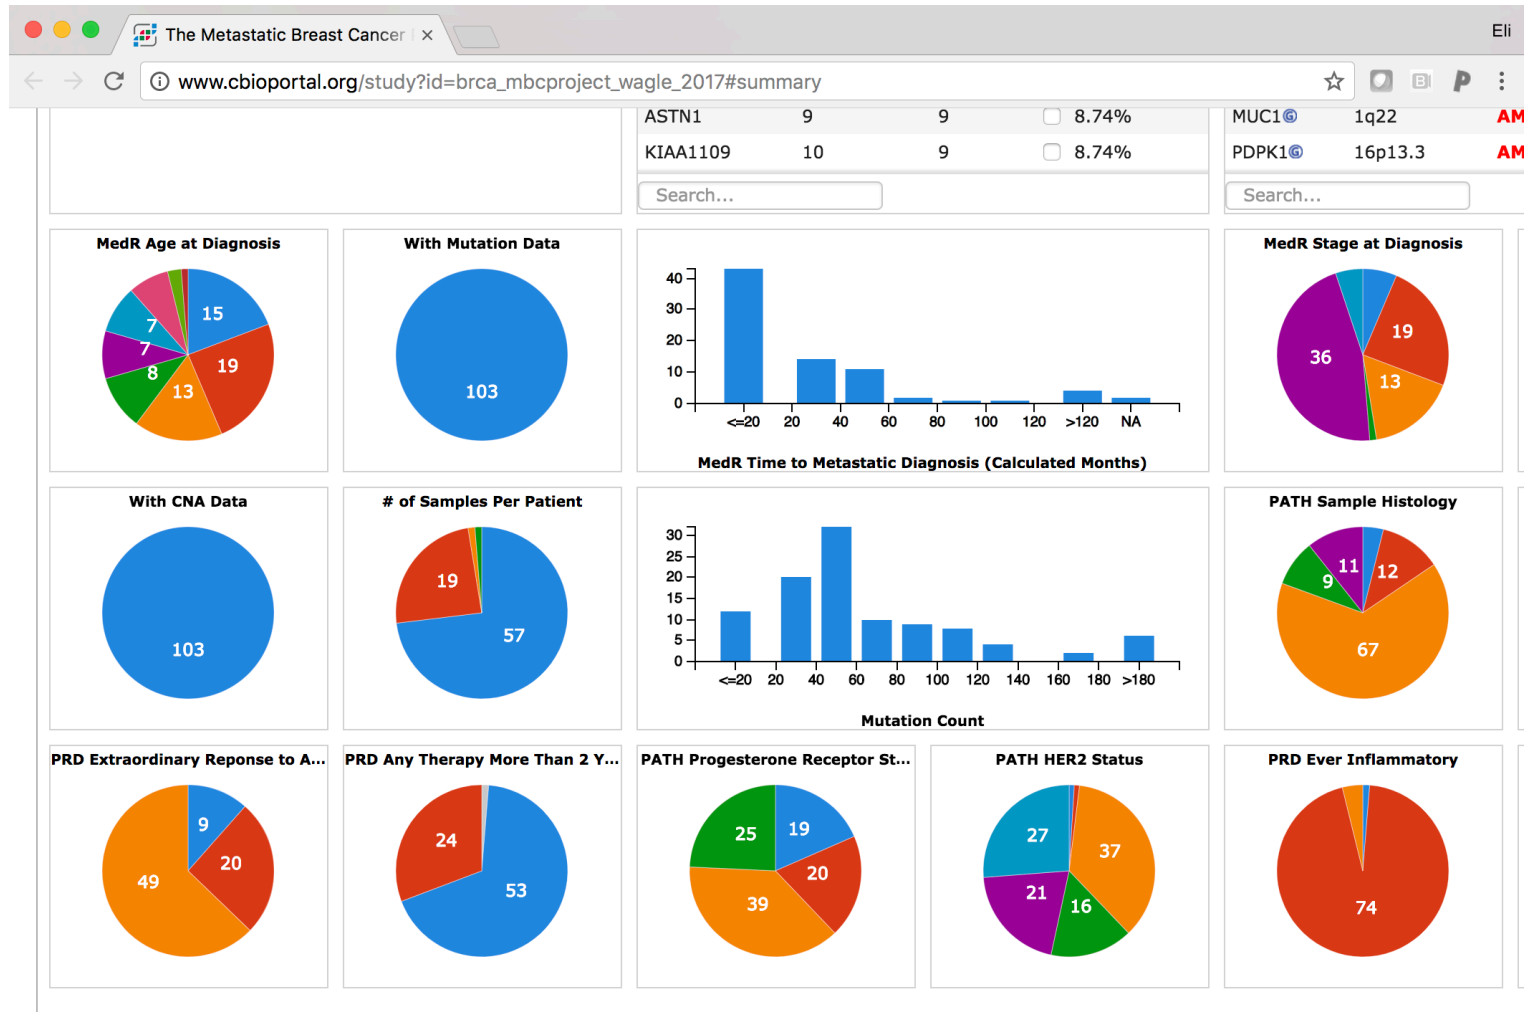 The Metastatic Breast Cancer
Eli
www.cbioportal.org/study?id=brca_mbcproject_wagle_2017#summary
ASTN1 9 9 8.74%
MUC1 1q22 AM
KIAA1109 10 9 8.74%
PDPK1 16p13.3 AM
Search...
Search...
MedR Age at Diagnosis
15
19
13
8
7
7
With Mutation Data
103
40
30
20
10
0
<=20 20 40 60 80 100 120 >120 NA
MedR Time to Metastatic Diagnosis (Calculated Months)
MedR Stage at Diagnosis
19
13
36
With CNA Data
103
# of Samples Per Patient
19
57
30
25
20
15
10
5
0
<=20 20 40 60 80 100 120 140 160 180 >180
Mutation Count
PATH Sample Histology
11
12
9
67
PRD Extraordinary Reponse to A...
9
20
49
PRD Any Therapy More Than 2 Y...
24
53
PATH Progesterone Receptor St...
25
19
20
39
PATH HER2 Status
27
37
21
16
PRD Ever Inflammatory
74